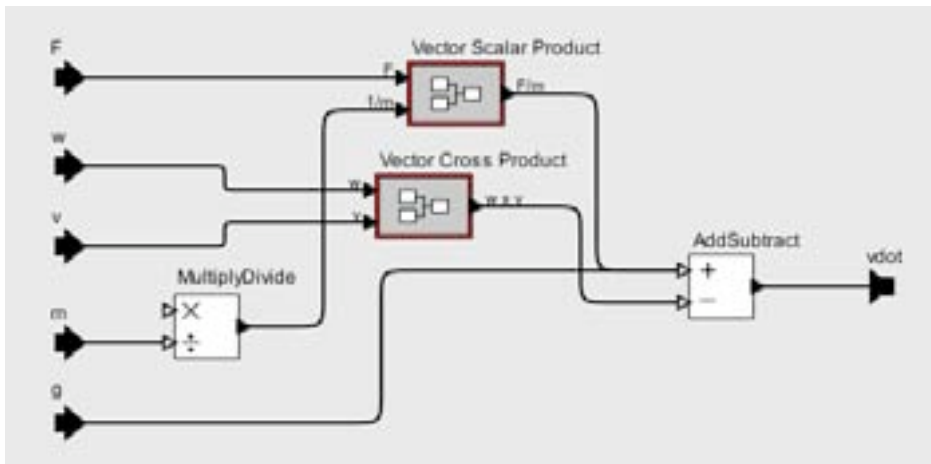 F
Vector Scalar Product
F
F/m
1/m
w
Vector Cross Product
w
w x v
v
v
AddSubtract
+
−
vdot
MultiplyDivide
×
÷
m
g